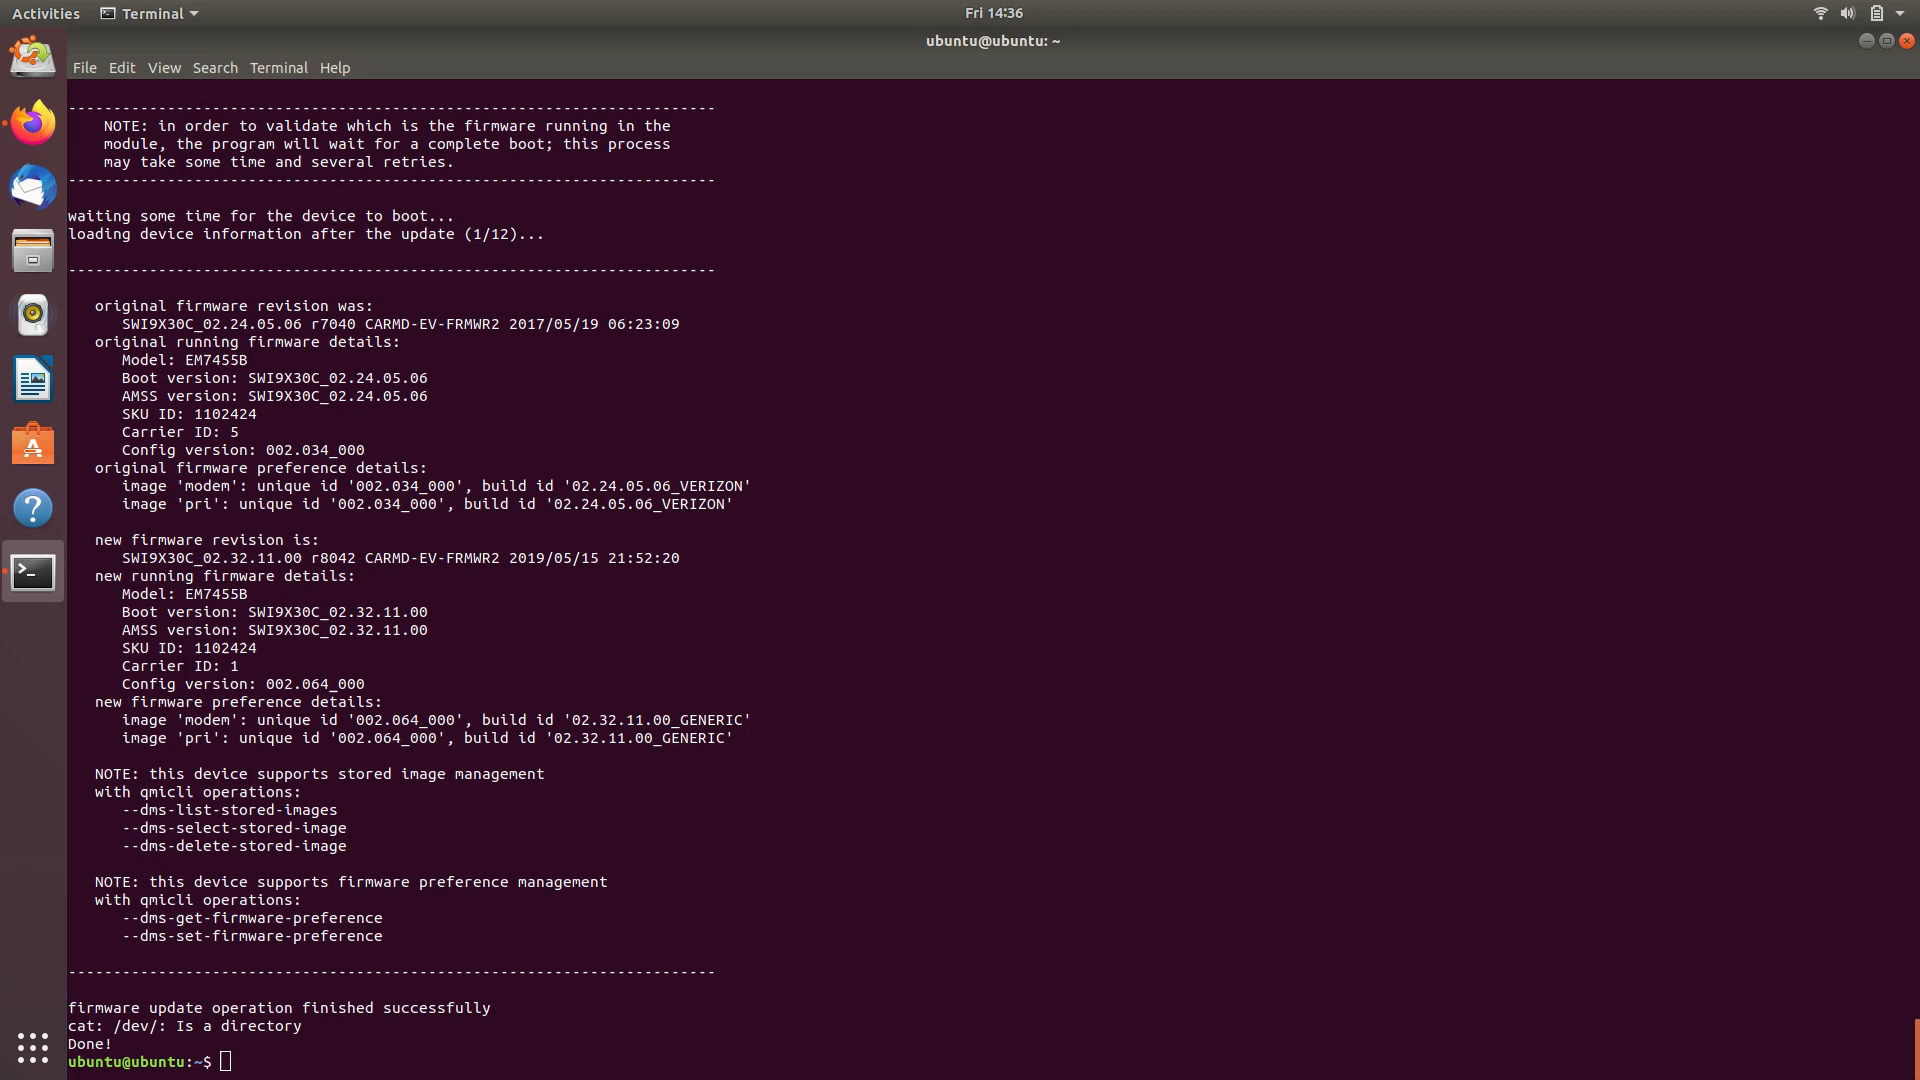 Activities Terminal Fri 14:36
ubuntu@ubuntu: ~
File Edit View Search Terminal Help
------------------------------------------------------------------------
NOTE: in order to validate which is the firmware running in the
module, the program will wait for a complete boot; this process
may take some time and several retries.
------------------------------------------------------------------------
waiting some time for the device to boot...
loading device information after the update (1/12)...
------------------------------------------------------------------------
original firmware revision was:
SWI9X30C_02.24.05.06 r7040 CARMD-EV-FRMWR2 2017/05/19 06:23:09
original running firmware details:
Model: EM7455B
Boot version: SWI9X30C_02.24.05.06
AMSS version: SWI9X30C_02.24.05.06
SKU ID: 1102424
Carrier ID: 5
Config version: 002.034_000
original firmware preference details:
image 'modem': unique id '002.034_000', build id '02.24.05.06_VERIZON'
image 'pri': unique id '002.034_000', build id '02.24.05.06_VERIZON'
new firmware revision is:
SWI9X30C_02.32.11.00 r8042 CARMD-EV-FRMWR2 2019/05/15 21:52:20
new running firmware details:
Model: EM7455B
Boot version: SWI9X30C_02.32.11.00
AMSS version: SWI9X30C_02.32.11.00
SKU ID: 1102424
Carrier ID: 1
Config version: 002.064_000
new firmware preference details:
image 'modem': unique id '002.064_000', build id '02.32.11.00_GENERIC'
image 'pri': unique id '002.064_000', build id '02.32.11.00_GENERIC'
NOTE: this device supports stored image management
with qmicli operations:
--dms-list-stored-images
--dms-select-stored-image
--dms-delete-stored-image
NOTE: this device supports firmware preference management
with qmicli operations:
--dms-get-firmware-preference
--dms-set-firmware-preference
------------------------------------------------------------------------
firmware update operation finished successfully
cat: /dev/: Is a directory
Done!
ubuntu@ubuntu:~$